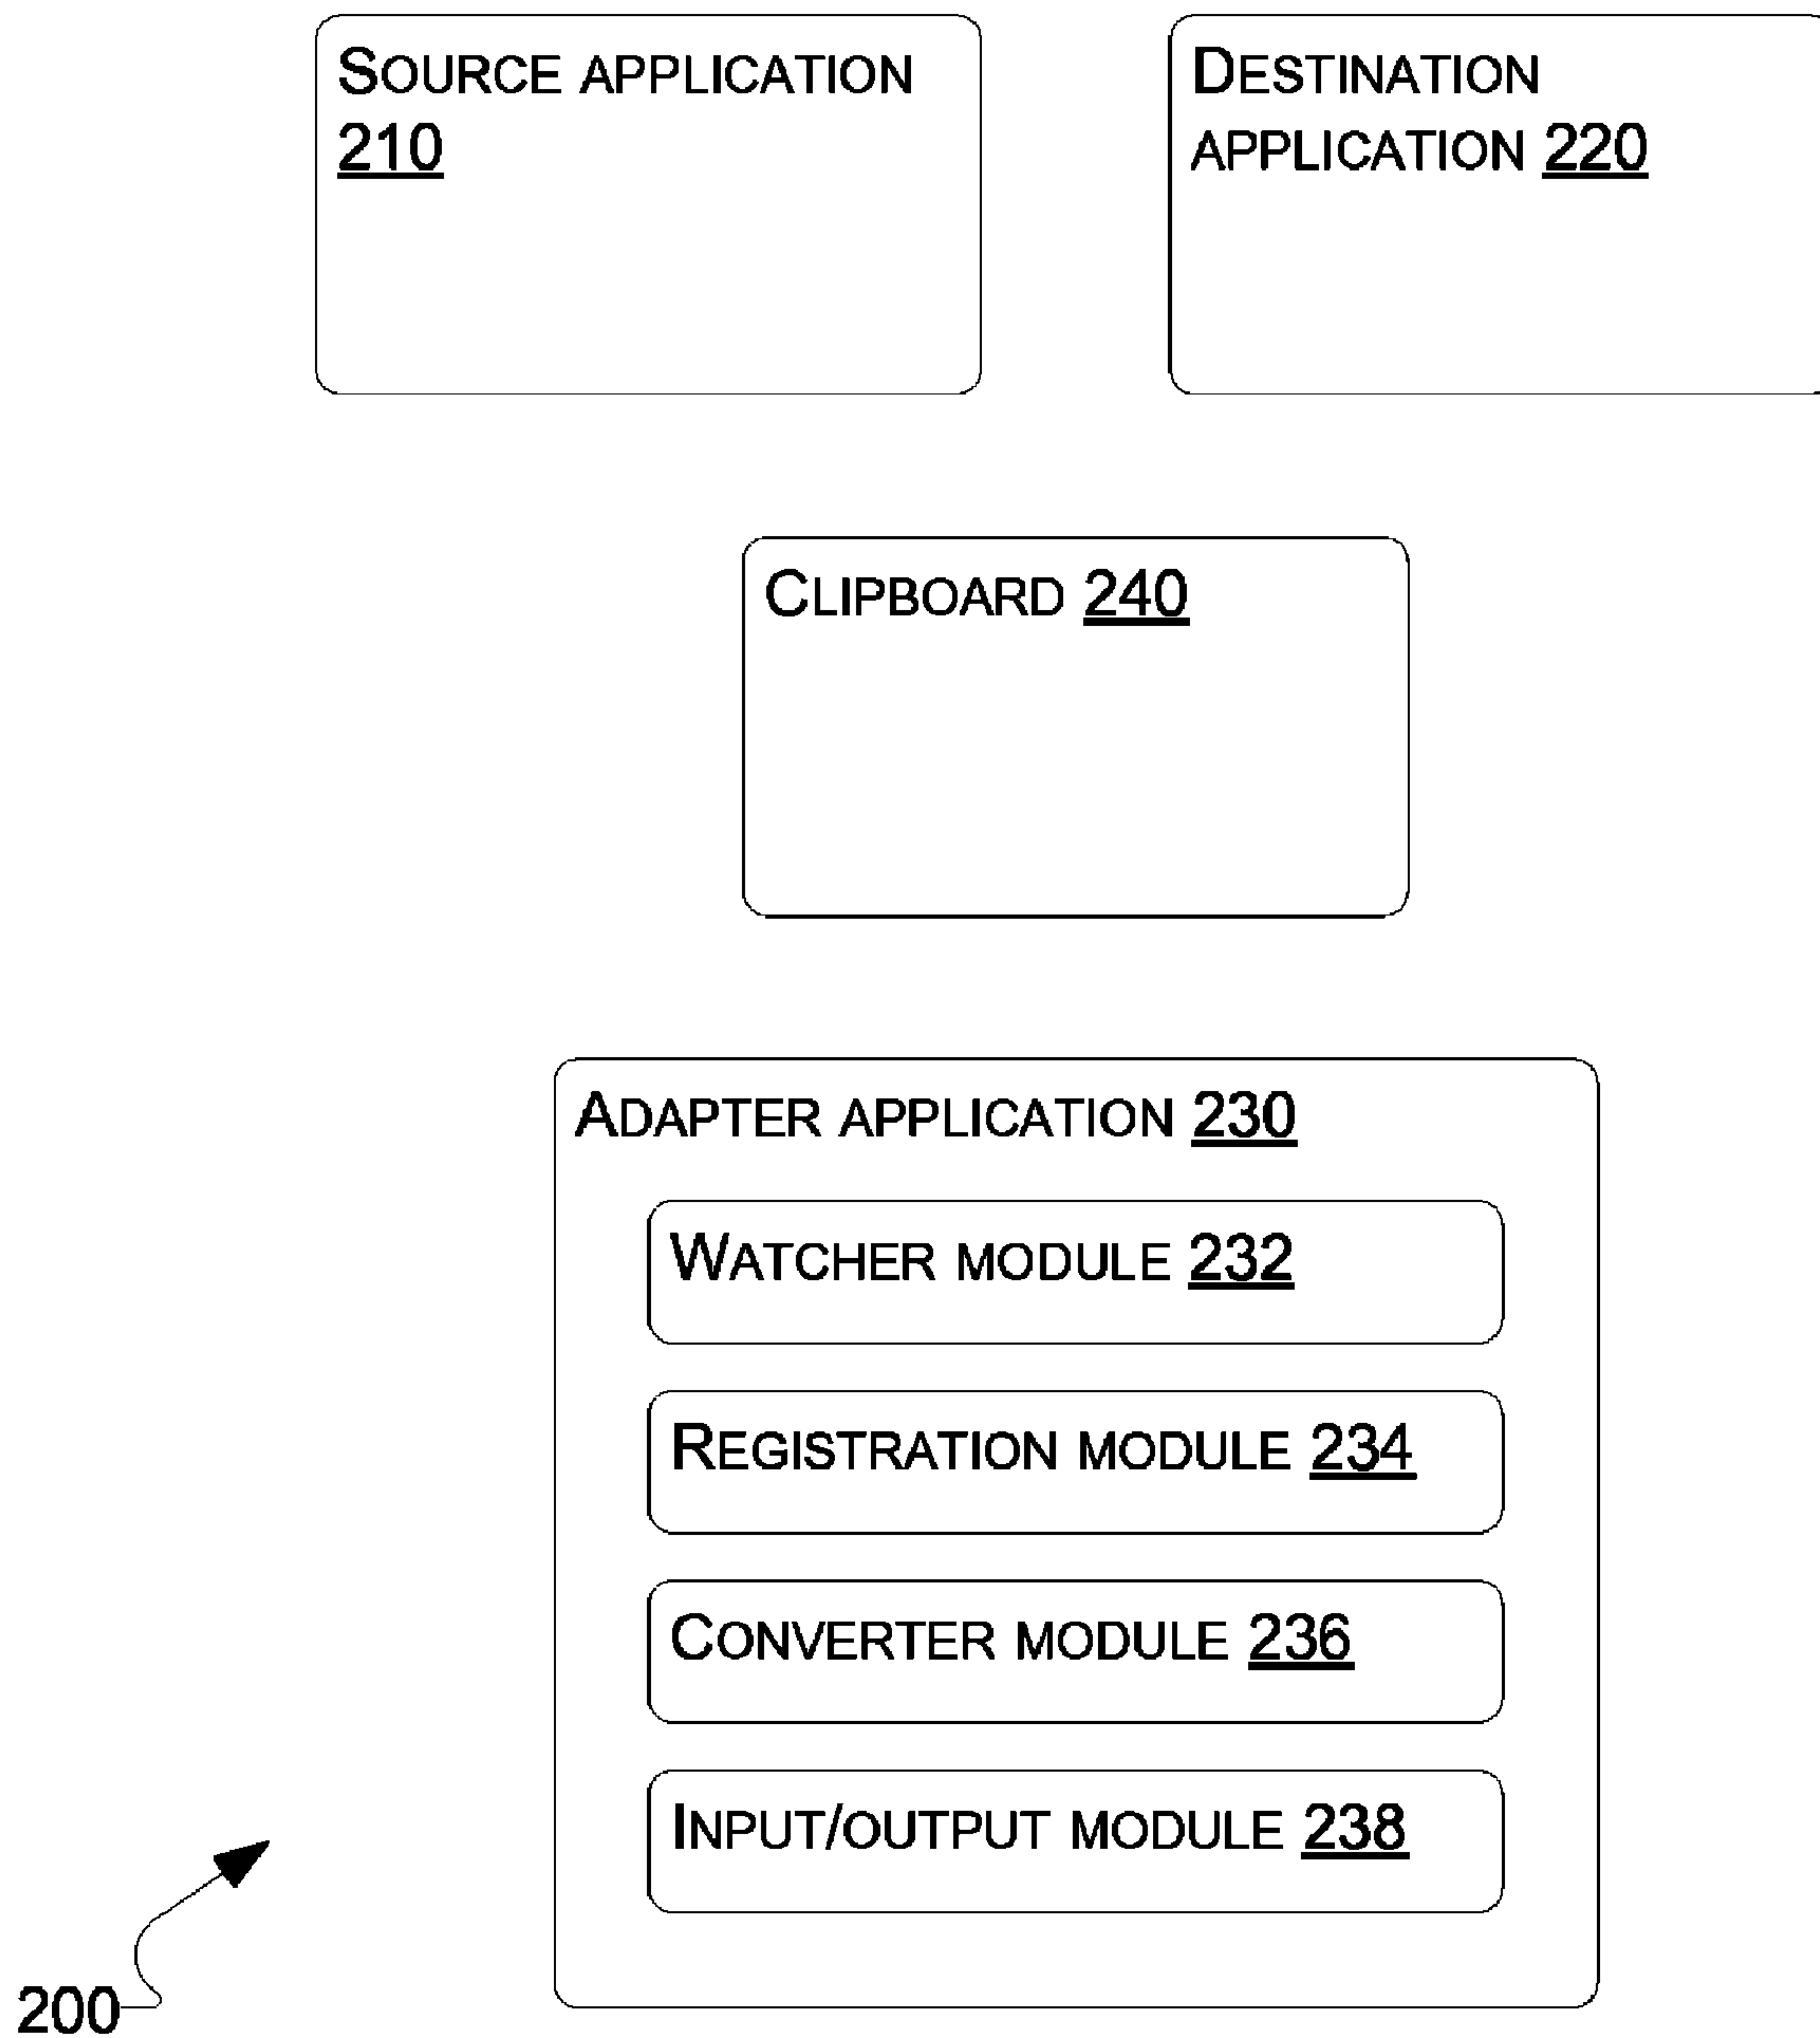 SOURCE APPLICATION
210
DESTINATION
APPLICATION 220
CLIPBOARD 240
ADAPTER APPLICATION 230
WATCHER MODULE 232
REGISTRATION MODULE 234
CONVERTER MODULE 236
INPUT/OUTPUT MODULE 238
200